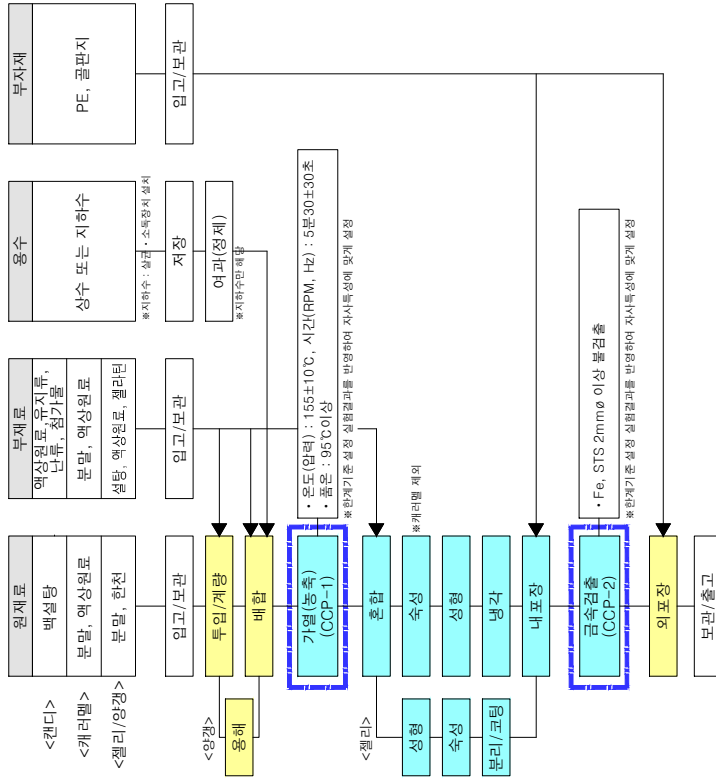 원재료
부재료
용수
부자재
<캔디>
백설탕
액상원료, 유지류,
난류, 첨가물
상수 또는 지하수
PE, 골판지
<캐러멜>
분말, 액상원료
분말, 액상원료
<젤리/양갱>
분말, 한천
설탕, 액상원료, 젤라틴
※지하수 : 살균・소독장치 설치
입고/보관
입고/보관
저장
입고/보관
<양갱>
투입/계량
여과(정제)
※지하수만 해당
용해
배합
가열(농축)
(CCP-1)
・온도(압력) : 155±10℃, 시간(RPM, Hz) : 5분30±30초
・품온 : 95℃이상
※한계기준 설정 실험결과를 반영하여 자사특성에 맞게 설정
<젤리>
혼합
성형
숙성
※캐러멜 제외
숙성
성형
분리/코팅
냉각
내포장
금속검출
(CCP-2)
・Fe, STS 2mmø 이상 불검출
※한계기준 설정 실험결과를 반영하여 자사특성에 맞게 설정
외포장
보관/출고